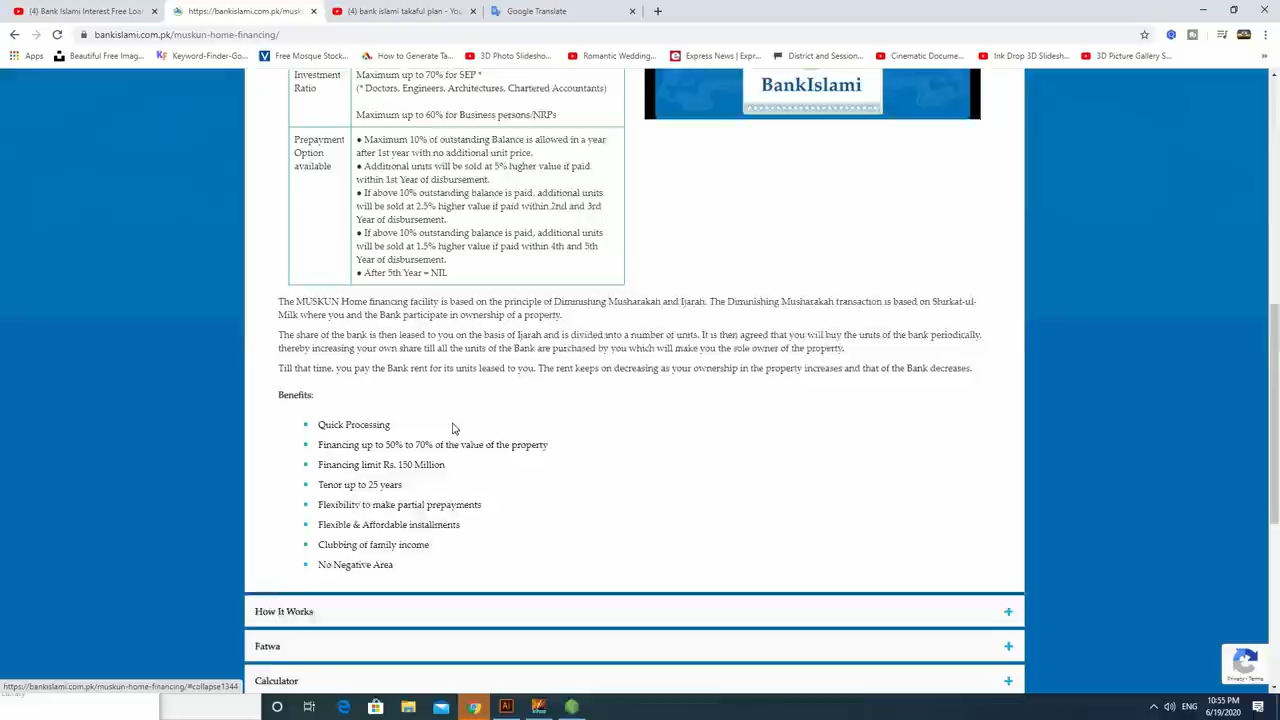 (4) Bank Islami Interest Free Loa
https://bankislami.com.pk/musk
(4) bank islami takaful plan - You
Google Translate
bankislami.com.pk/muskun-home-financing/
Apps
Beautiful Free Imag...
Keyword-Finder-Go...
Free Mosque Stock...
How to Generate Ta...
3D Photo Slidesho...
Romantic Wedding...
Express News | Expr...
District and Session...
Cinematic Docume...
Ink Drop 3D Slidesh...
3D Picture Gallery S...
Investment
Ratio
Maximum up to 70% for SEP *
(* Doctors, Engineers, Architectures, Chartered Accountants)
Maximum up to 60% for Business persons/NRPs
BankIslami
Prepayment
Option
available
● Maximum 10% of outstanding Balance is allowed in a year
after 1st year with no additional unit price.
● Additional units will be sold at 5% higher value if paid
within 1st Year of disbursement.
● If above 10% outstanding balance is paid, additional units
will be sold at 2.5% higher value if paid within 2nd and 3rd
Year of disbursement.
● If above 10% outstanding balance is paid, additional units
will be sold at 1.5% higher value if paid within 4th and 5th
Year of disbursement.
● After 5th Year = NIL
The MUSKUN Home financing facility is based on the principle of Diminishing Musharakah and Ijarah. The Diminishing Musharakah transaction is based on Shirkat-ul-
Milk where you and the Bank participate in ownership of a property.
The share of the bank is then leased to you on the basis of Ijarah and is divided into a number of units. It is then agreed that you will buy the units of the bank periodically,
thereby increasing your own share till all the units of the Bank are purchased by you which will make you the sole owner of the property.
Till that time, you pay the Bank rent for its units leased to you. The rent keeps on decreasing as your ownership in the property increases and that of the Bank decreases.
Benefits:
Quick Processing
Financing up to 50% to 70% of the value of the property
Financing limit Rs. 150 Million
Tenor up to 25 years
Flexibility to make partial prepayments
Flexible & Affordable installments
Clubbing of family income
No Negative Area
How It Works
Fatwa
Calculator
Privacy - Terms
https://bankislami.com.pk/muskun-home-financing/#collapse1344
Library
ENG
10:55 PM
6/19/2020